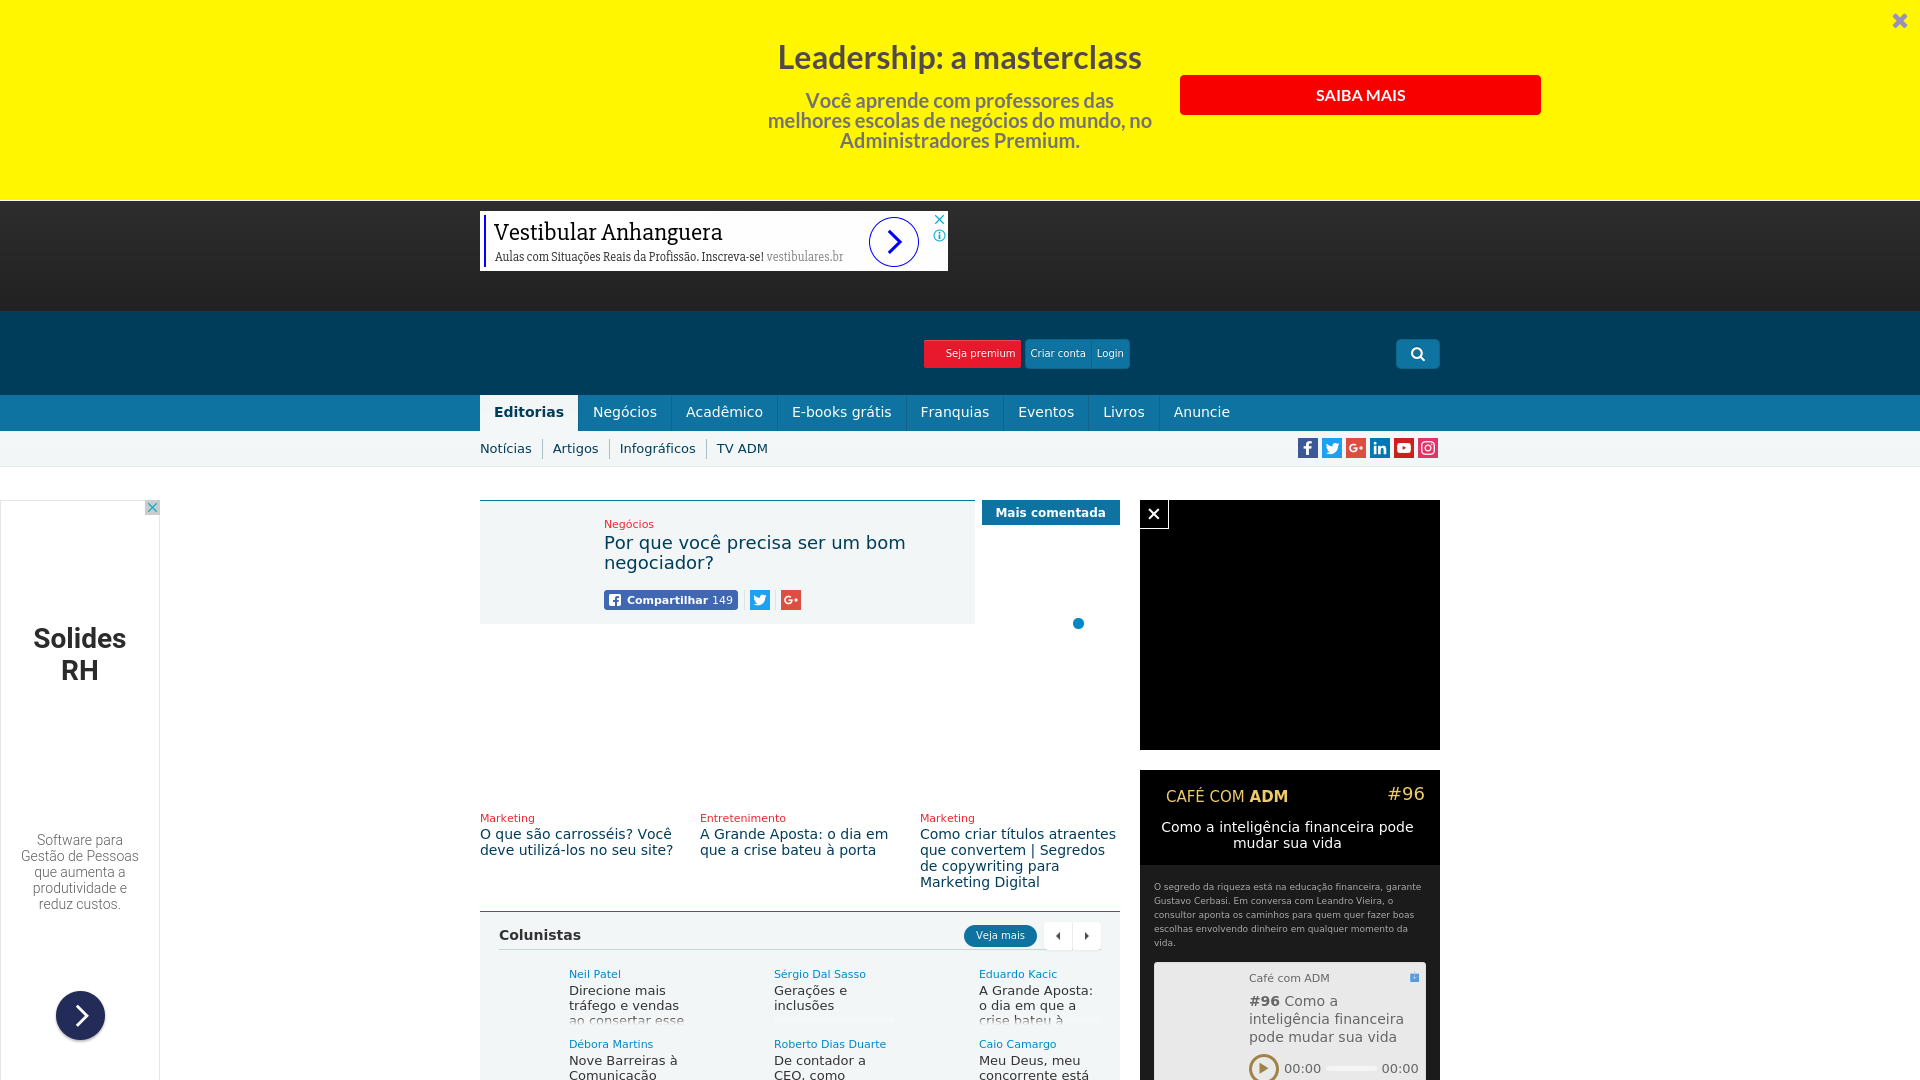 Leadership: a masterclass
Você aprende com professores das
melhores escolas de negócios do mundo, no
Administradores Premium.
SAIBA MAIS
Vestibular Anhanguera
Aulas com Situações Reais da Profissão. Inscreva-se! vestibulares.br
Seja premium
Criar conta
Login
Editorias
Negócios
Acadêmico
E-books grátis
Franquias
Eventos
Livros
Anuncie
Notícias
Artigos
Infográficos
TV ADM
Solides
RH
Software para
Gestão de Pessoas
que aumenta a
produtividade e
reduz custos.
Negócios
Por que você precisa ser um bom
negociador?
Compartilhar 149
Mais comentada
Marketing
O que são carrosséis? Você
deve utilizá-los no seu site?
Entretenimento
A Grande Aposta: o dia em
que a crise bateu à porta
Marketing
Como criar títulos atraentes
que convertem | Segredos
de copywriting para
Marketing Digital
Colunistas
Veja mais
Neil Patel
Direcione mais
tráfego e vendas
ao consertar esse
Sérgio Dal Sasso
Gerações e
inclusões
Eduardo Kacic
A Grande Aposta:
o dia em que a
crise bateu à
Débora Martins
Nove Barreiras à
Comunicação
Roberto Dias Duarte
De contador a
CEO, como
Caio Camargo
Meu Deus, meu
concorrente está
CAFÉ COM ADM
#96
Como a inteligência financeira pode
mudar sua vida
O segredo da riqueza está na educação financeira, garante
Gustavo Cerbasi. Em conversa com Leandro Vieira, o
consultor aponta os caminhos para quem quer fazer boas
escolhas envolvendo dinheiro em qualquer momento da
vida.
Café com ADM
#96 Como a
inteligência financeira
pode mudar sua vida
00:00
00:00